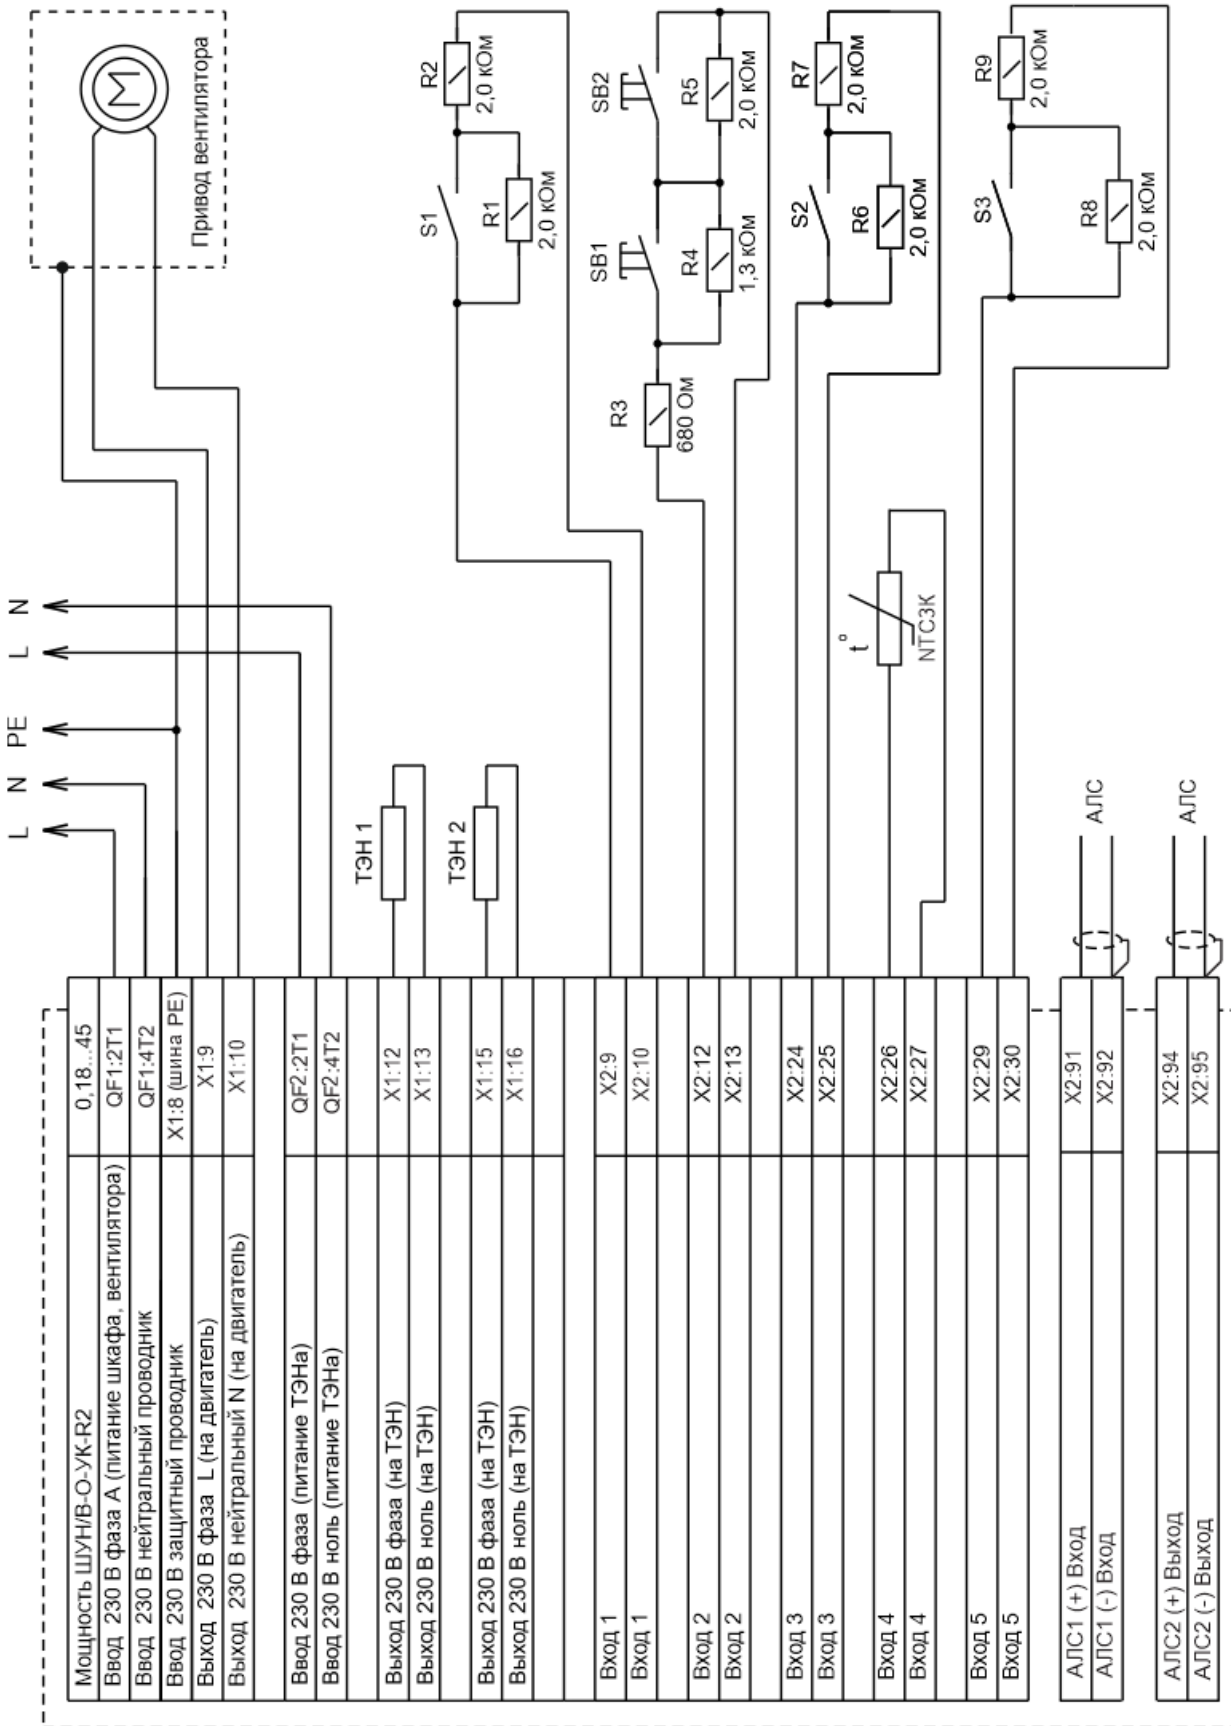 Мощность ШУН/В-О-УК-R2 0,18...45
Ввод 230 В фаза А (питание шкафа, вентилятора) QF1:2T1
Ввод 230 В нейтральный проводник QF1:4T2
Ввод 230 В защитный проводник X1:8 (шина PE)
Выход 230 В фаза L (на двигатель) X1:9
Выход 230 В нейтральный N (на двигатель) X1:10
Ввод 230 В фаза (питание ТЭНа) QF2:2T1
Ввод 230 В ноль (питание ТЭНа) QF2:4T2
Выход 230 В фаза (на ТЭН) X1:12
Выход 230 В ноль (на ТЭН) X1:13
Выход 230 В фаза (на ТЭН) X1:15
Выход 230 В ноль (на ТЭН) X1:16
Вход 1 X2:9
Вход 1 X2:10
Вход 2 X2:12
Вход 2 X2:13
Вход 3 X2:24
Вход 3 X2:25
Вход 4 X2:26
Вход 4 X2:27
Вход 5 X2:29
Вход 5 X2:30
АЛС1 (+) Вход X2:91
АЛС1 (-) Вход X2:92
АЛС2 (+) Выход X2:94
АЛС2 (-) Выход X2:95
L
N
PE
L
N
M
Привод вентилятора
ТЭН 1
ТЭН 2
S1
R2
2,0 кОм
R1
2,0 кОм
R3
680 Ом
SB1
SB2
R4
1,3 кОм
R5
2,0 кОм
S2
R7
2,0 кОм
R6
2,0 кОм
t°
NTC3K
S3
R9
2,0 кОм
R8
2,0 кОм
АЛС
АЛС